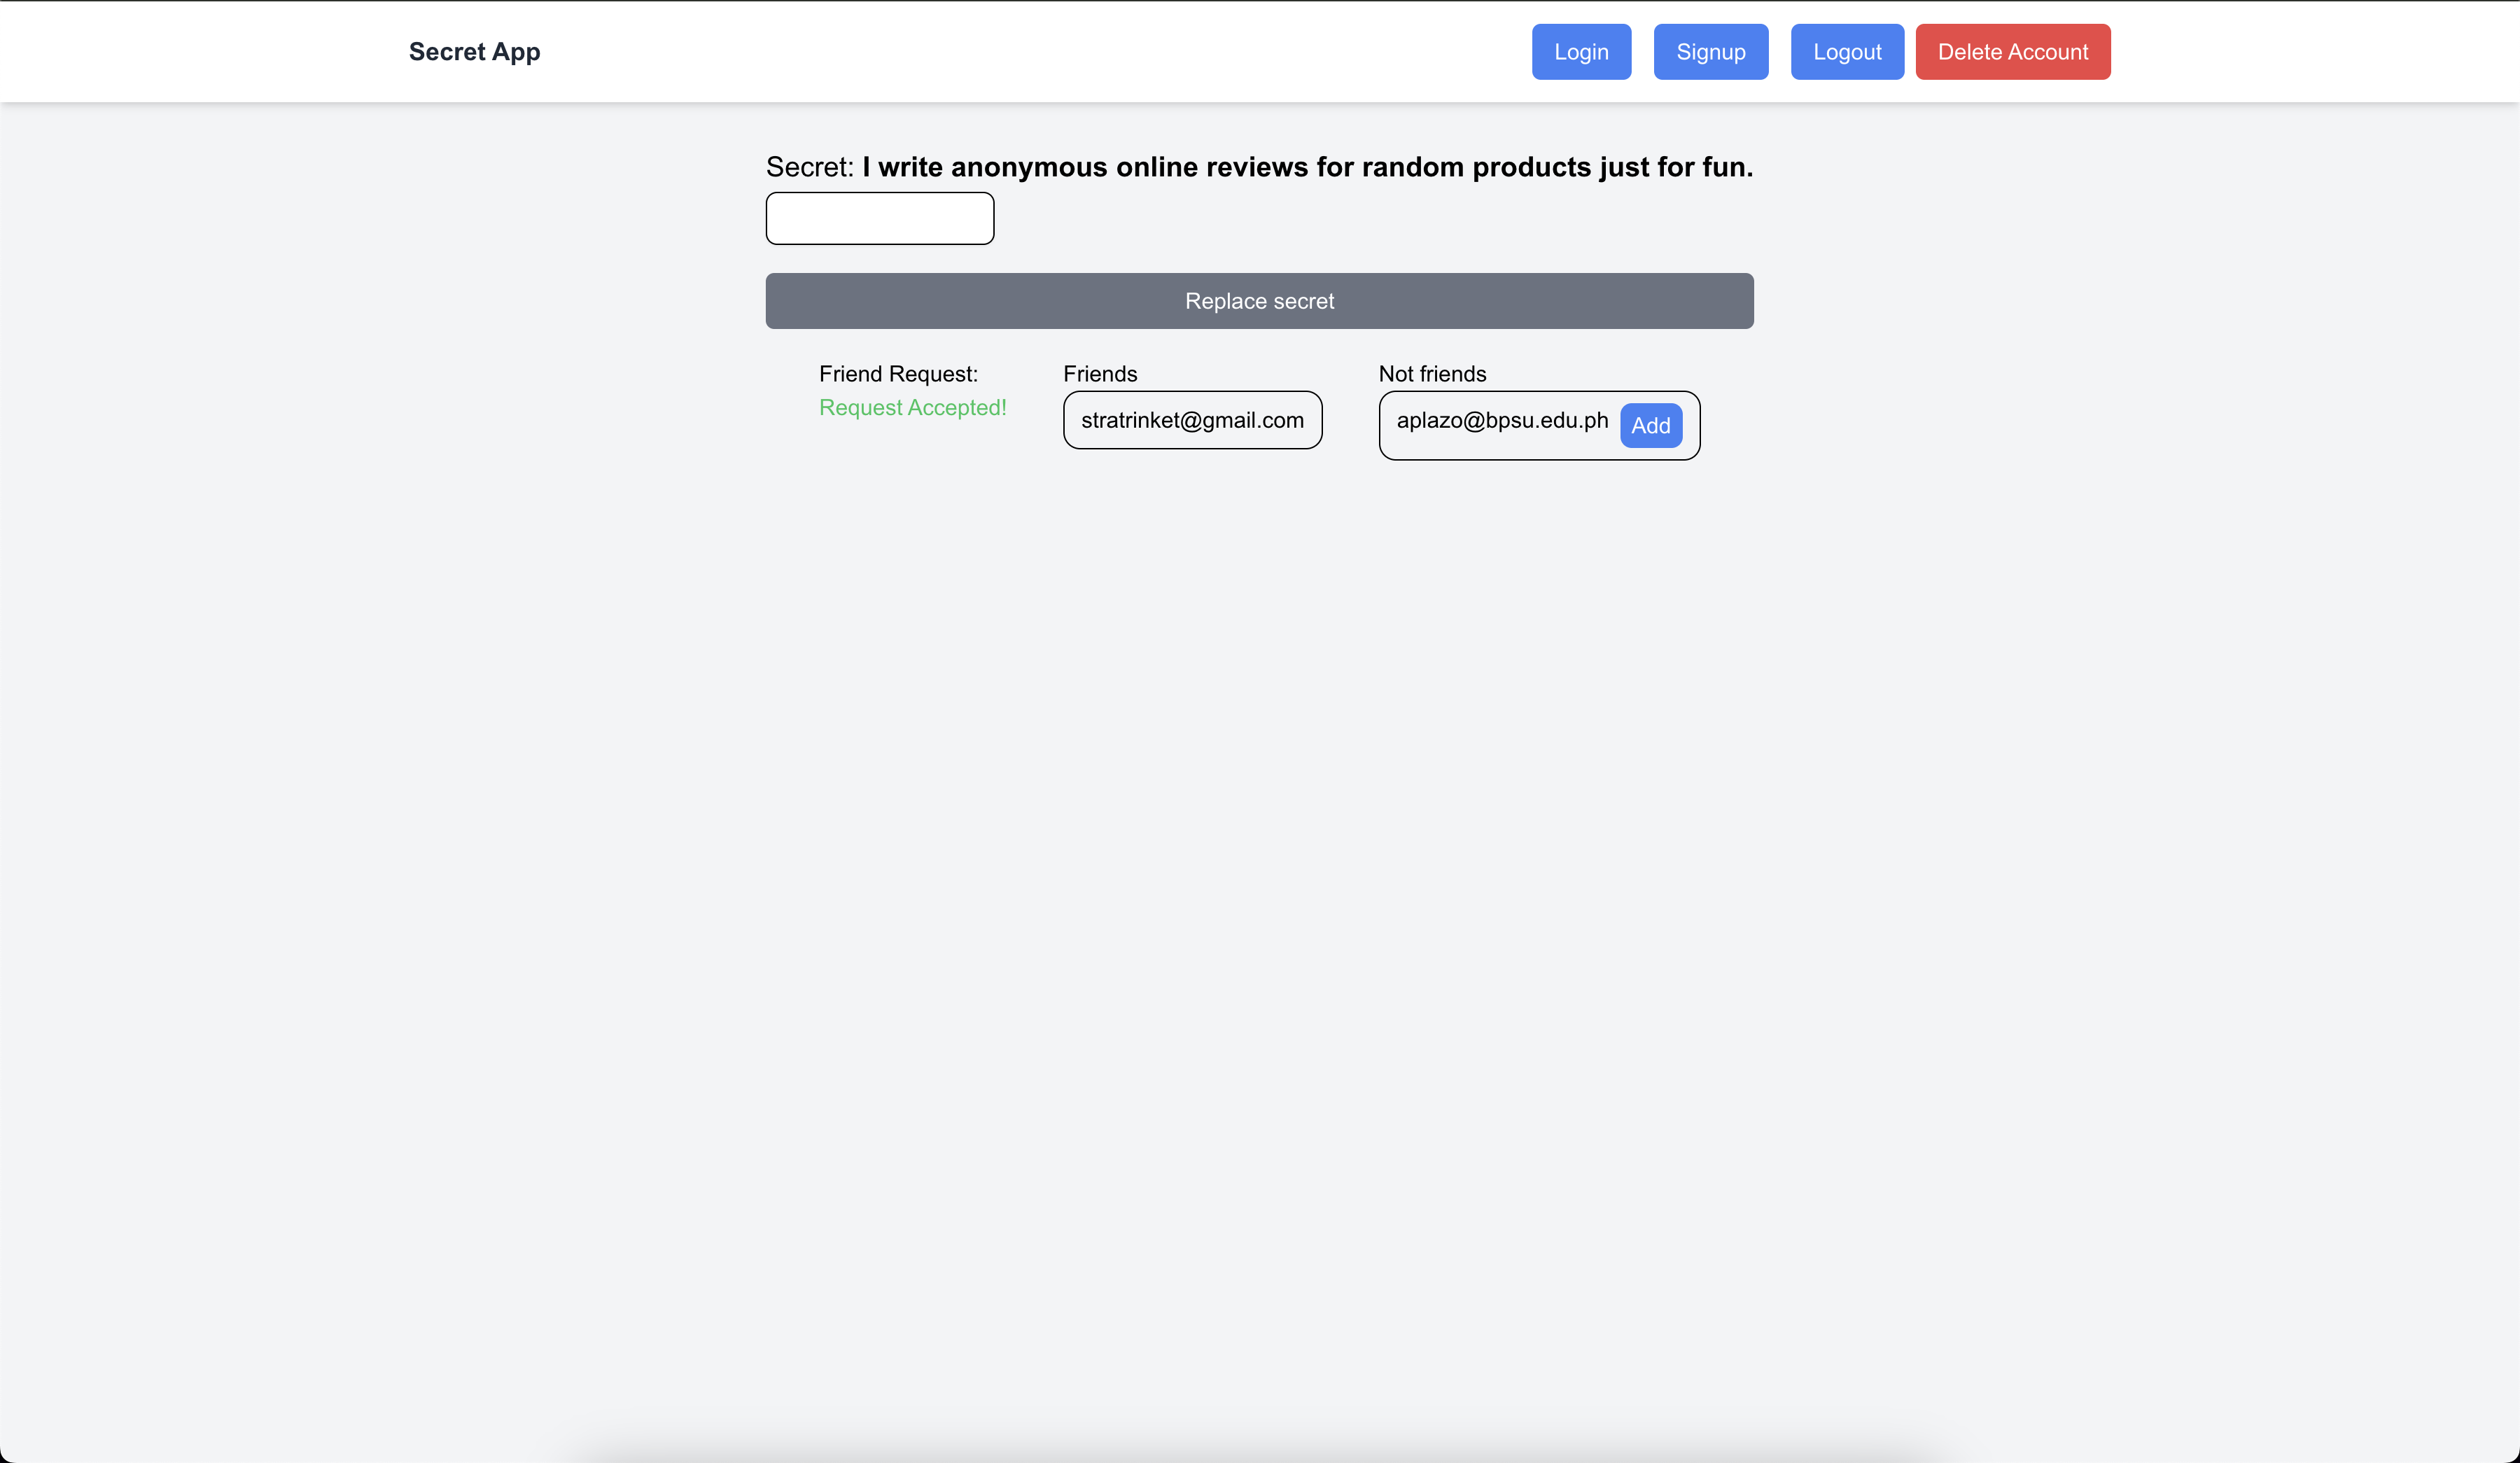 Secret App
Login Signup Logout Delete Account
Secret: I write anonymous online reviews for random products just for fun.
Replace secret
Friend Request:
Request Accepted!
Friends
stratrinket@gmail.com
Not friends
aplazo@bpsu.edu.ph Add